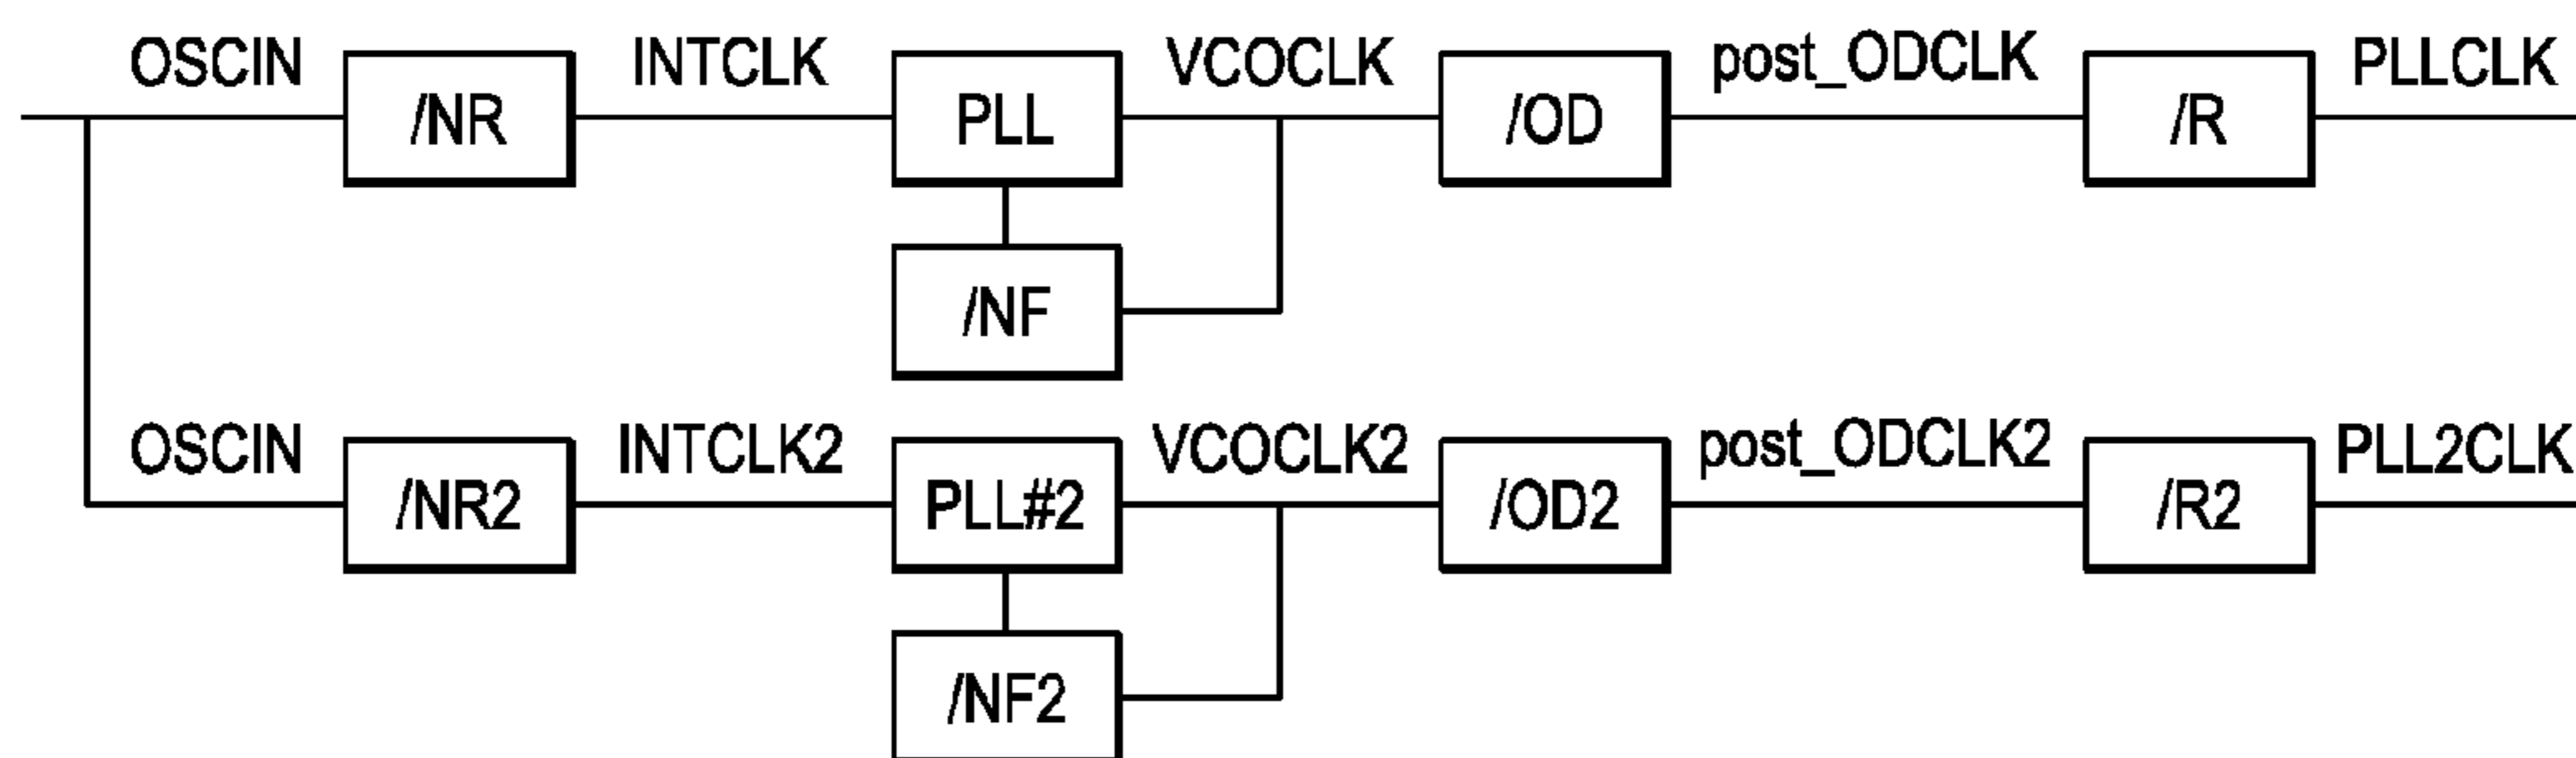 OSCIN INTCLK VCOCLK post_ODCLK PLLCLK
/NR PLL /OD /R
/NF
OSCIN INTCLK2 VCOCLK2 post_ODCLK2 PLL2CLK
/NR2 PLL#2 /OD2 /R2
/NF2